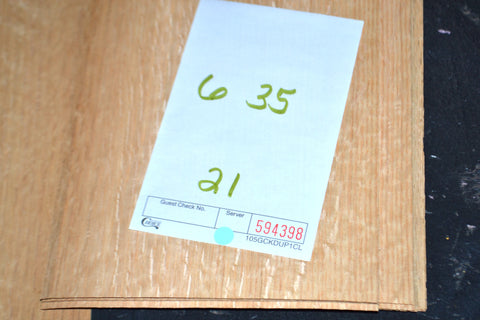 6 35
21
Guest Check No. Server 594398
105GCKDUP1CL